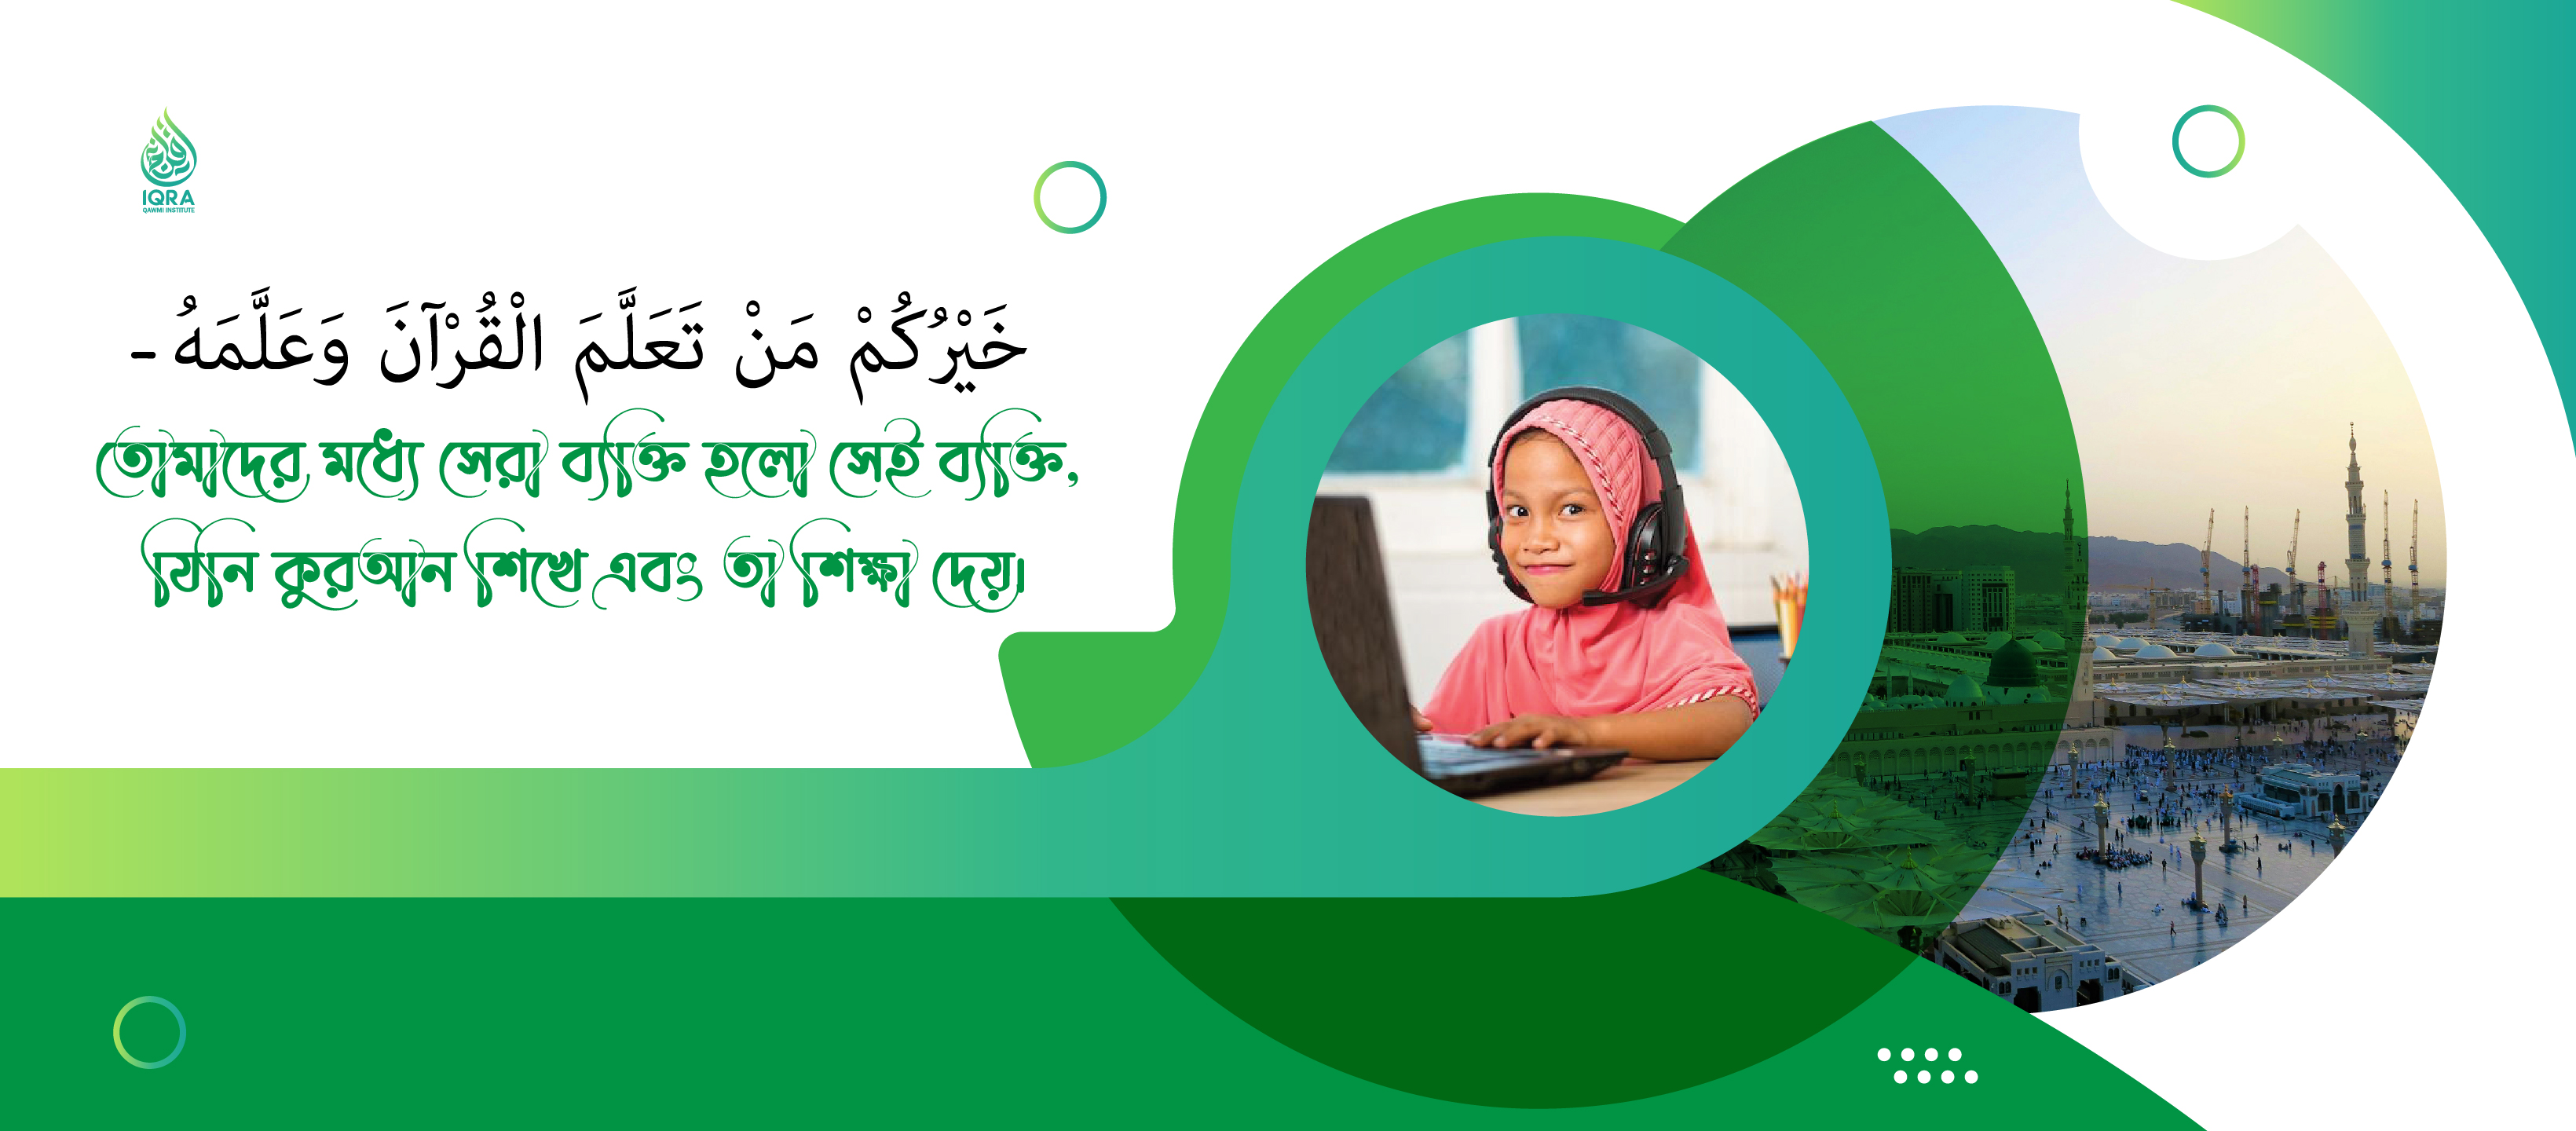 IQRA
QAWMI INSTITUTE
خَيْرُكُمْ مَنْ تَعَلَّمَ الْقُرْآنَ وَعَلَّمَهُ -
তোমাদের মধ্যে সেরা ব্যক্তি হলো সেই ব্যক্তি,
যিনি কুরআন শিখে এবং তা শিক্ষা দেয়।